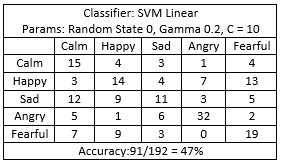 Classifier: SVM Linear
Params: Random State 0, Gamma 0.2, C = 10
Calm Happy Sad Angry Fearful
Calm 15 4 3 1 4
Happy 3 14 4 7 13
Sad 12 9 11 3 5
Angry 5 1 6 32 2
Fearful 7 9 3 0 19
Accuracy:91/192 = 47%